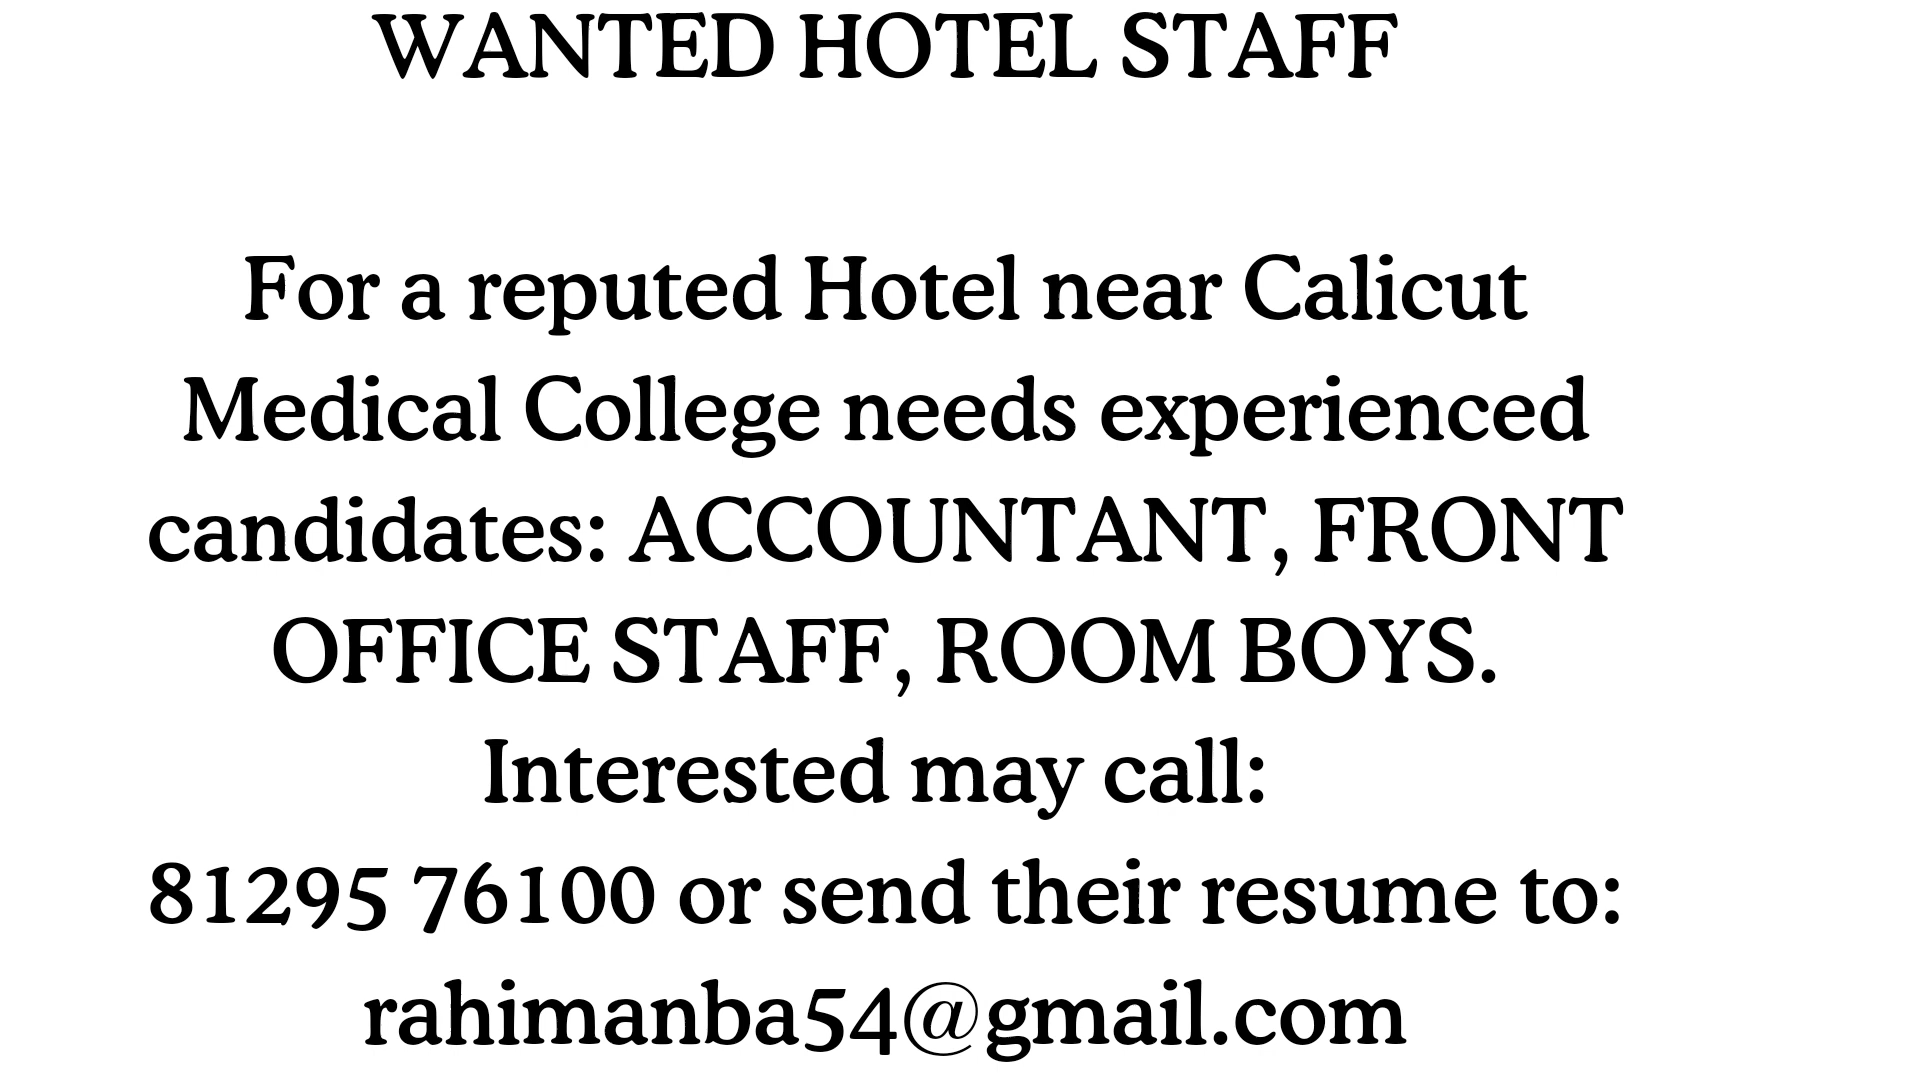 WANTED HOTEL STAFF
For a reputed Hotel near Calicut
Medical College needs experienced
candidates: ACCOUNTANT, FRONT
OFFICE STAFF, ROOM BOYS.
Interested may call:
81295 76100 or send their resume to:
rahimanba54@gmail.com